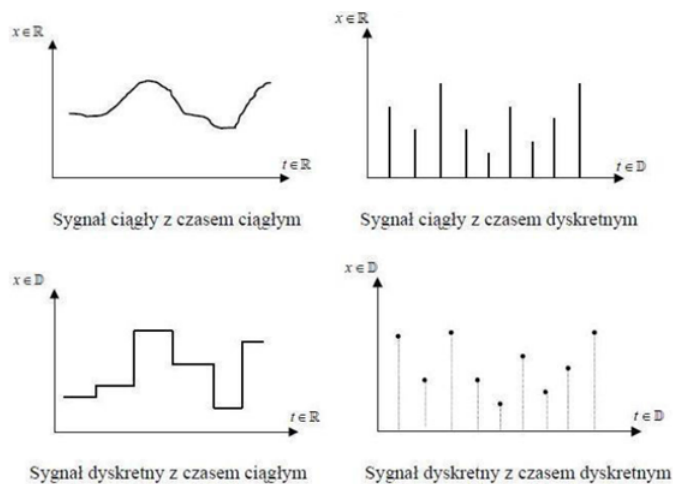 x∈ℝ
t∈ℝ
Sygnał ciągły z czasem ciągłym
x∈ℝ
t∈𝔻
Sygnał ciągły z czasem dyskretnym
x∈𝔻
t∈ℝ
Sygnał dyskretny z czasem ciągłym
x∈𝔻
t∈𝔻
Sygnał dyskretny z czasem dyskretnym